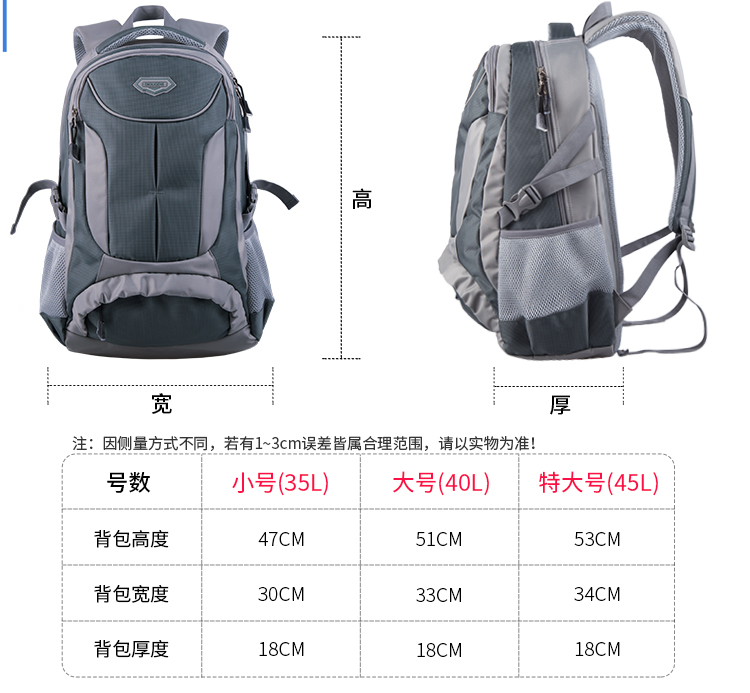 高
宽
厚
注：因侧量方式不同，若有1~3cm误差皆属合理范围，请以实物为准！
号数 小号(35L) 大号(40L) 特大号(45L)
背包高度 47CM 51CM 53CM
背包宽度 30CM 33CM 34CM
背包厚度 18CM 18CM 18CM